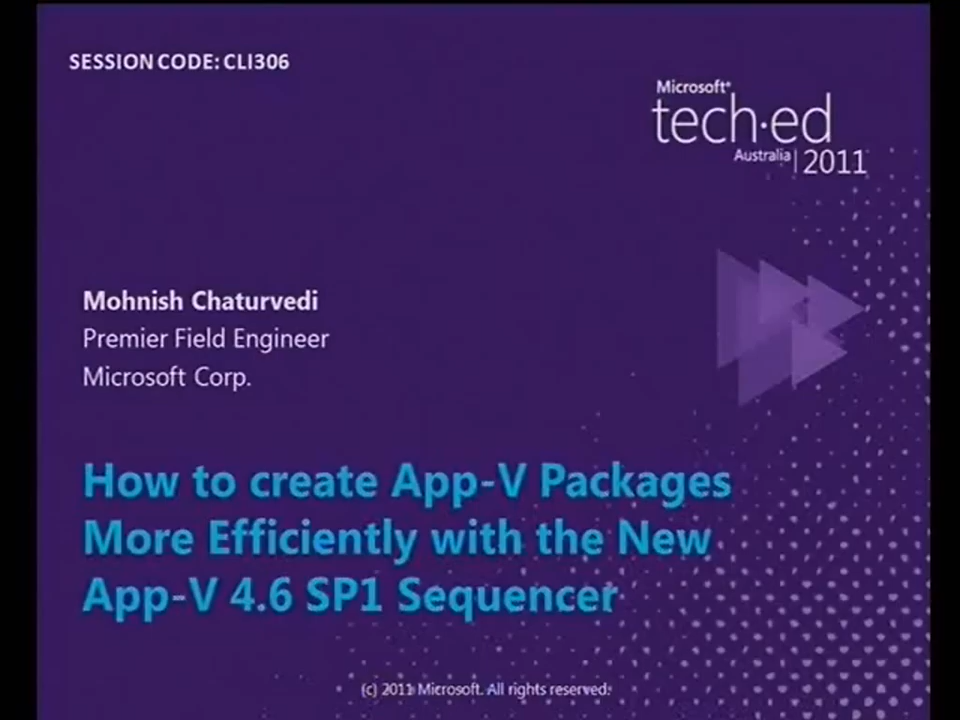 SESSION CODE: CLI306
Microsoft®
tech·ed
Australia | 2011
Mohnish Chaturvedi
Premier Field Engineer
Microsoft Corp.
How to create App-V Packages
More Efficiently with the New
App-V 4.6 SP1 Sequencer
(c) 2011 Microsoft. All rights reserved.